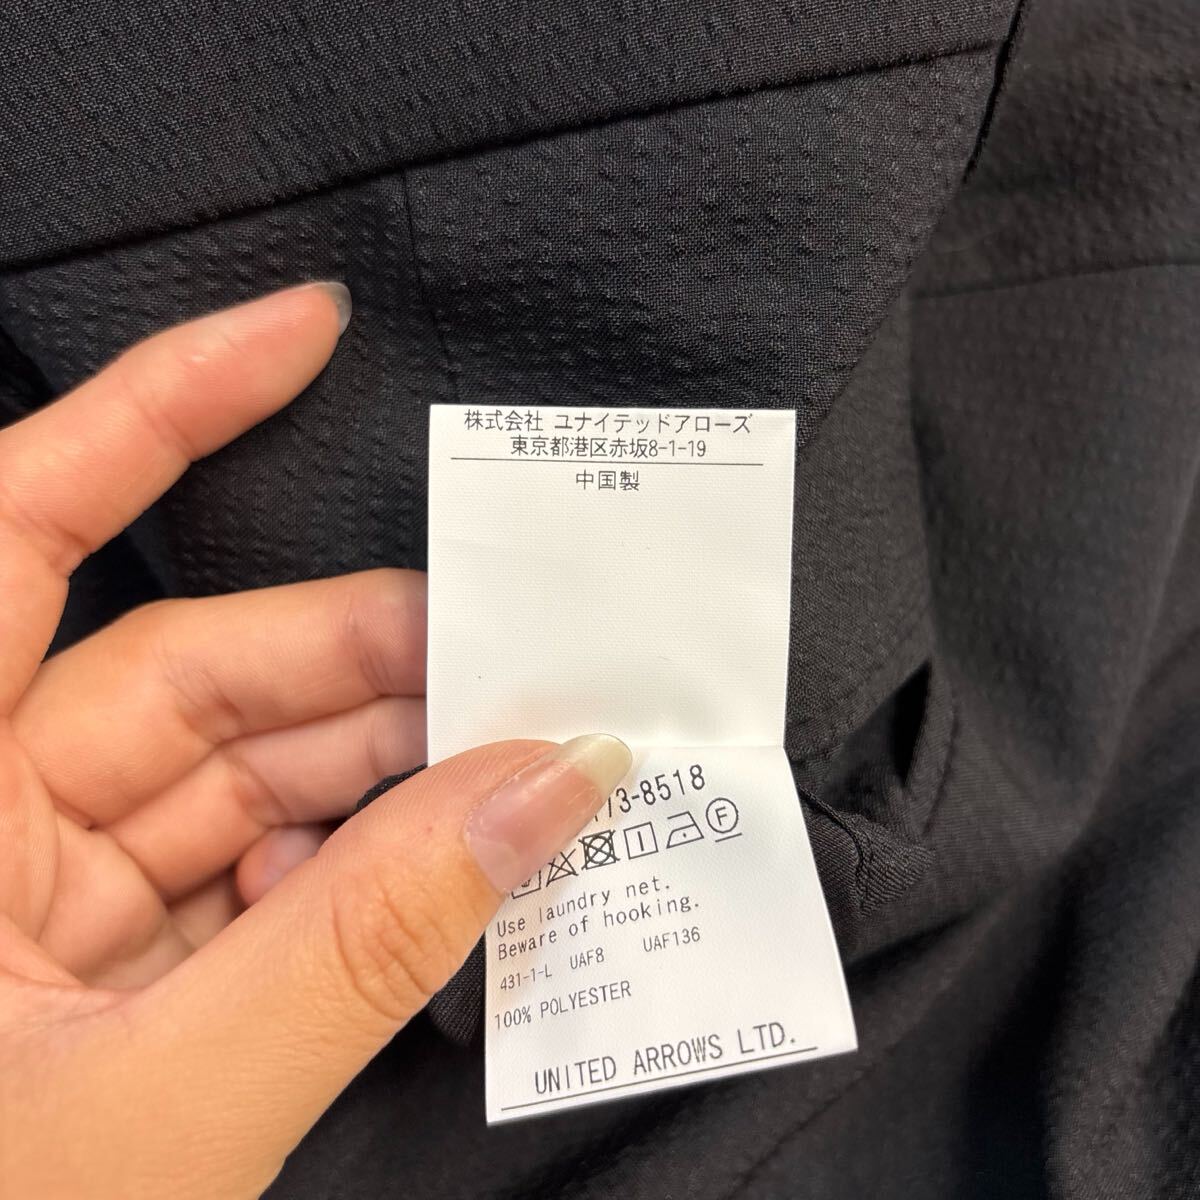 株式会社 ユナイテッドアローズ
東京都港区赤坂8-1-19
中国製
73-8518
F
Use laundry net.
Beware of hooking.
431-1-L UAF8 UAF136
100% POLYESTER
UNITED ARROWS LTD.